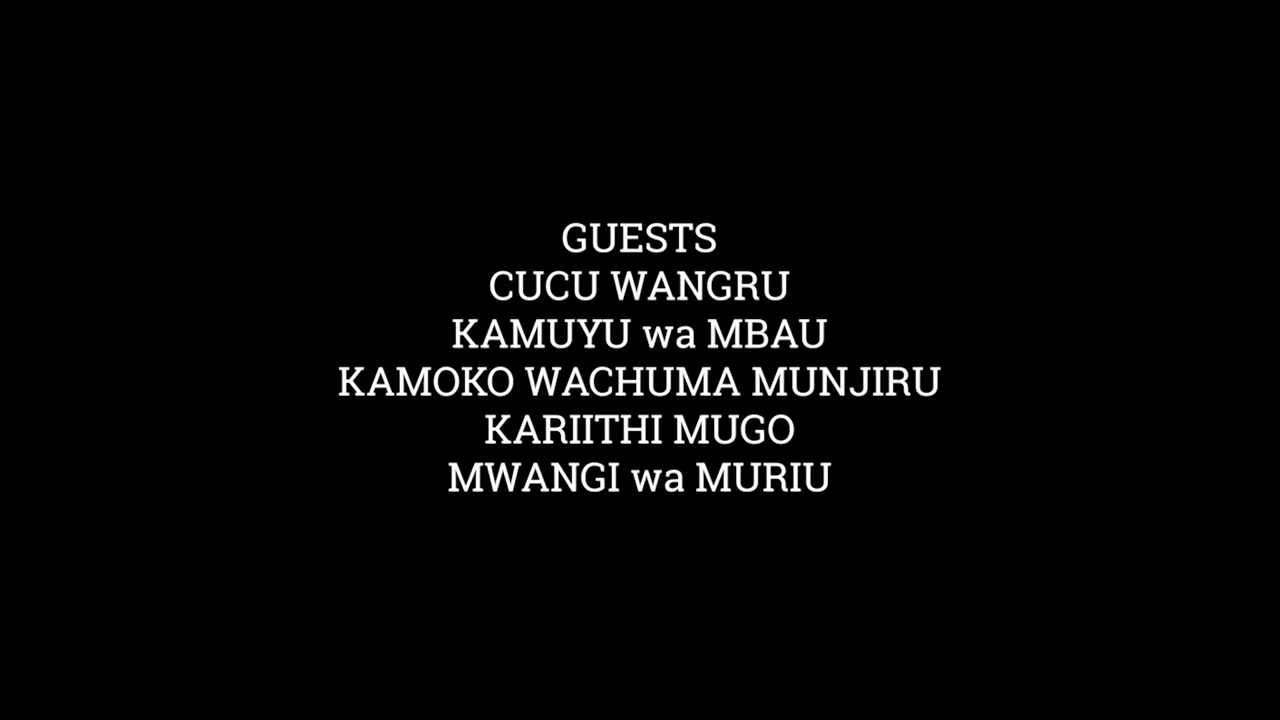 GUESTS
CUCU WANGRU
KAMUYU wa MBAU
KAMOKO WACHUMA MUNJIRU
KARIITHI MUGO
MWANGI wa MURIU